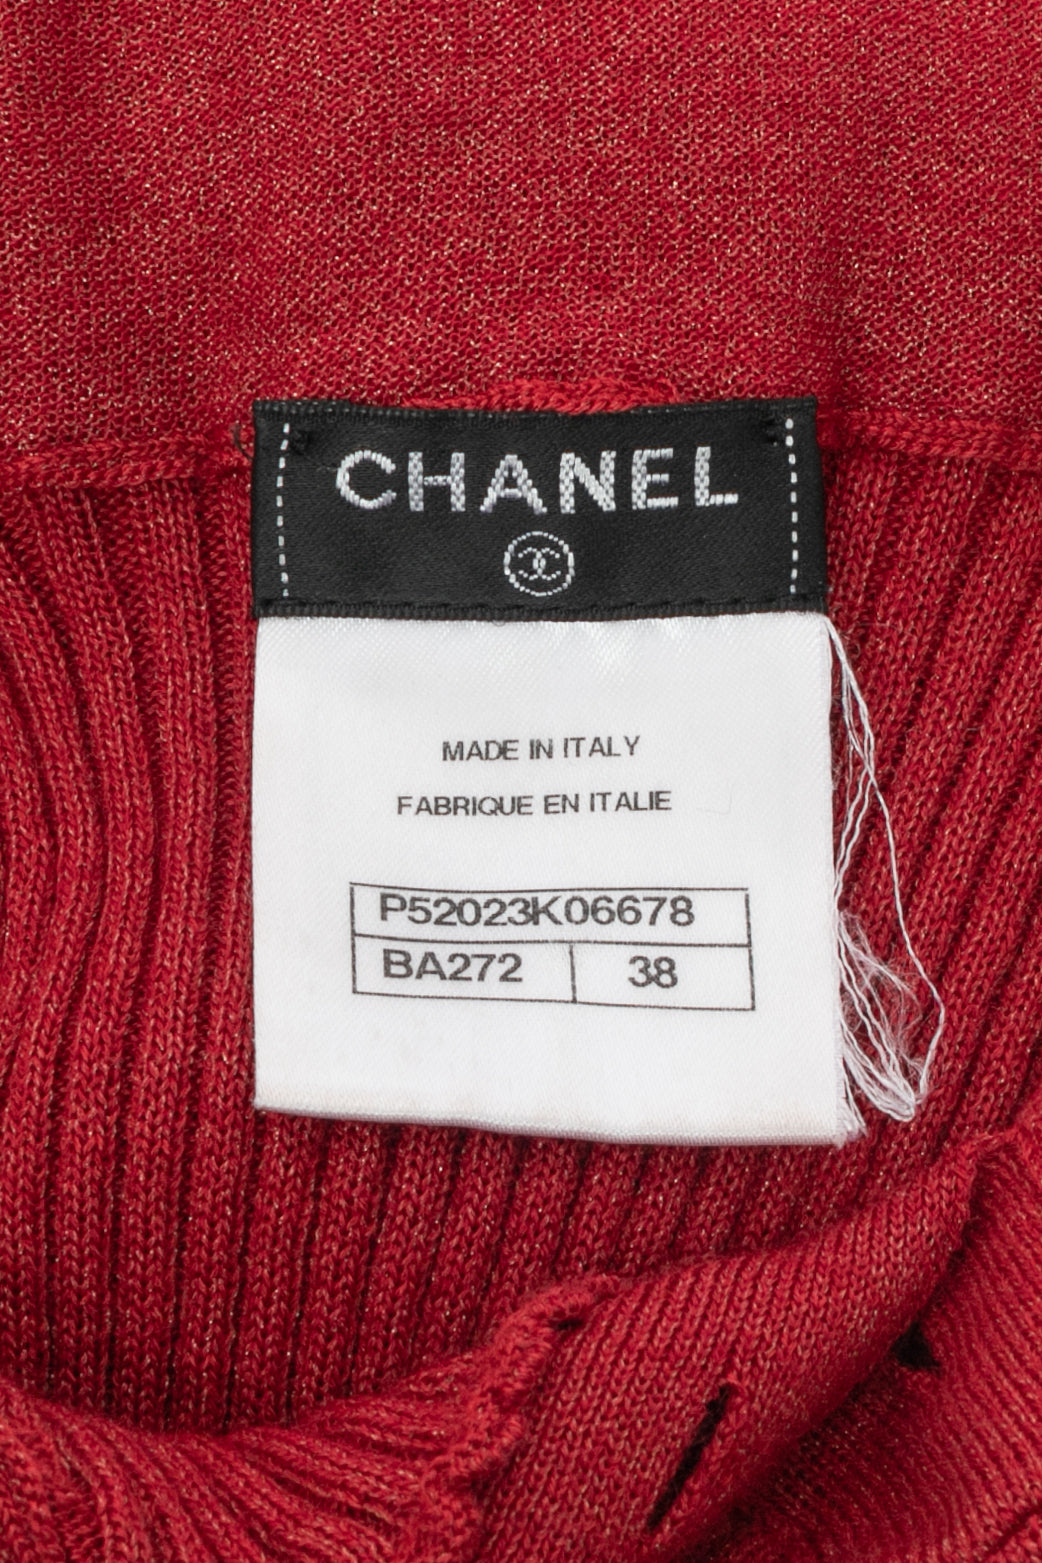 CHANEL
MADE IN ITALY
FABRIQUE EN ITALIE
P52023K06678
BA272 38